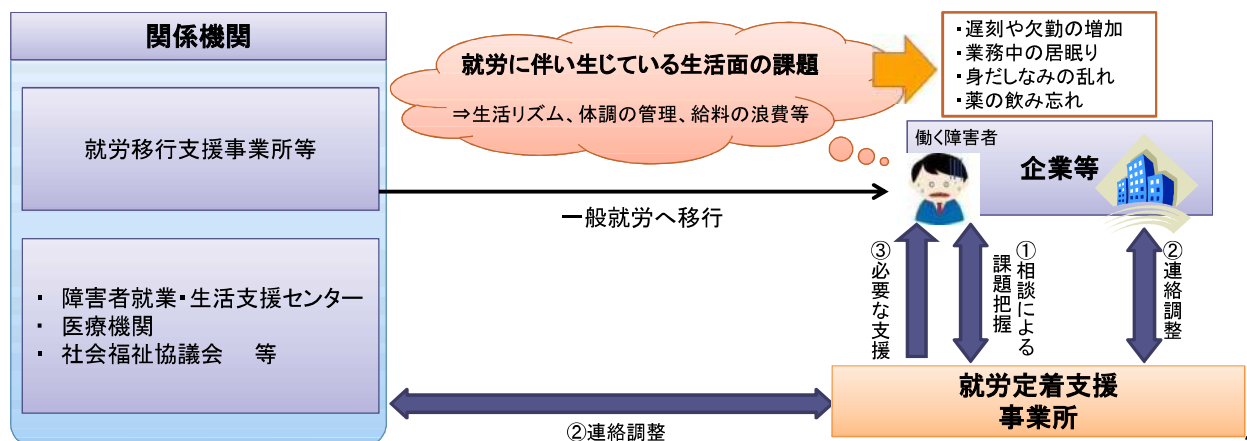 関係機関
就労移行支援事業所等
・ 障害者就業・生活支援センター
・ 医療機関
・ 社会福祉協議会 等
就労に伴い生じている生活面の課題
⇒生活リズム、体調の管理、給料の浪費等
・遅刻や欠勤の増加
・業務中の居眠り
・身だしなみの乱れ
・薬の飲み忘れ
働く障害者
企業等
一般就労へ移行
③必要な支援
①相談による
課題把握
②連絡調整
就労定着支援
事業所
②連絡調整